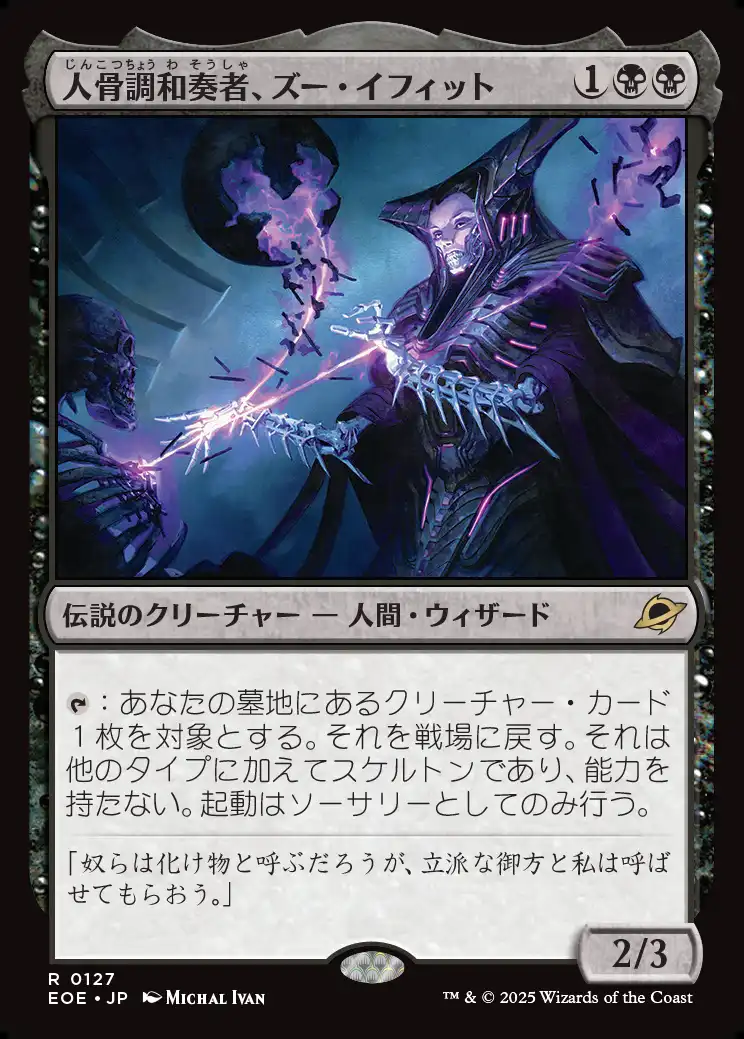 じんこつちょう わ そうしゃ
人骨調和奏者、ズー・イフィット 1
伝説のクリーチャー — 人間・ウィザード
：あなたの墓地にあるクリーチャー・カード
１枚を対象とする。それを戦場に戻す。それは
他のタイプに加えてスケルトンであり、能力を
持たない。起動はソーサリーとしてのみ行う。
「奴らは化け物と呼ぶだろうが、立派な御方と私は呼ば
せてもらおう。」
2/3
R 0127
EOE • JP MICHAL IVAN
™ & © 2025 Wizards of the Coast